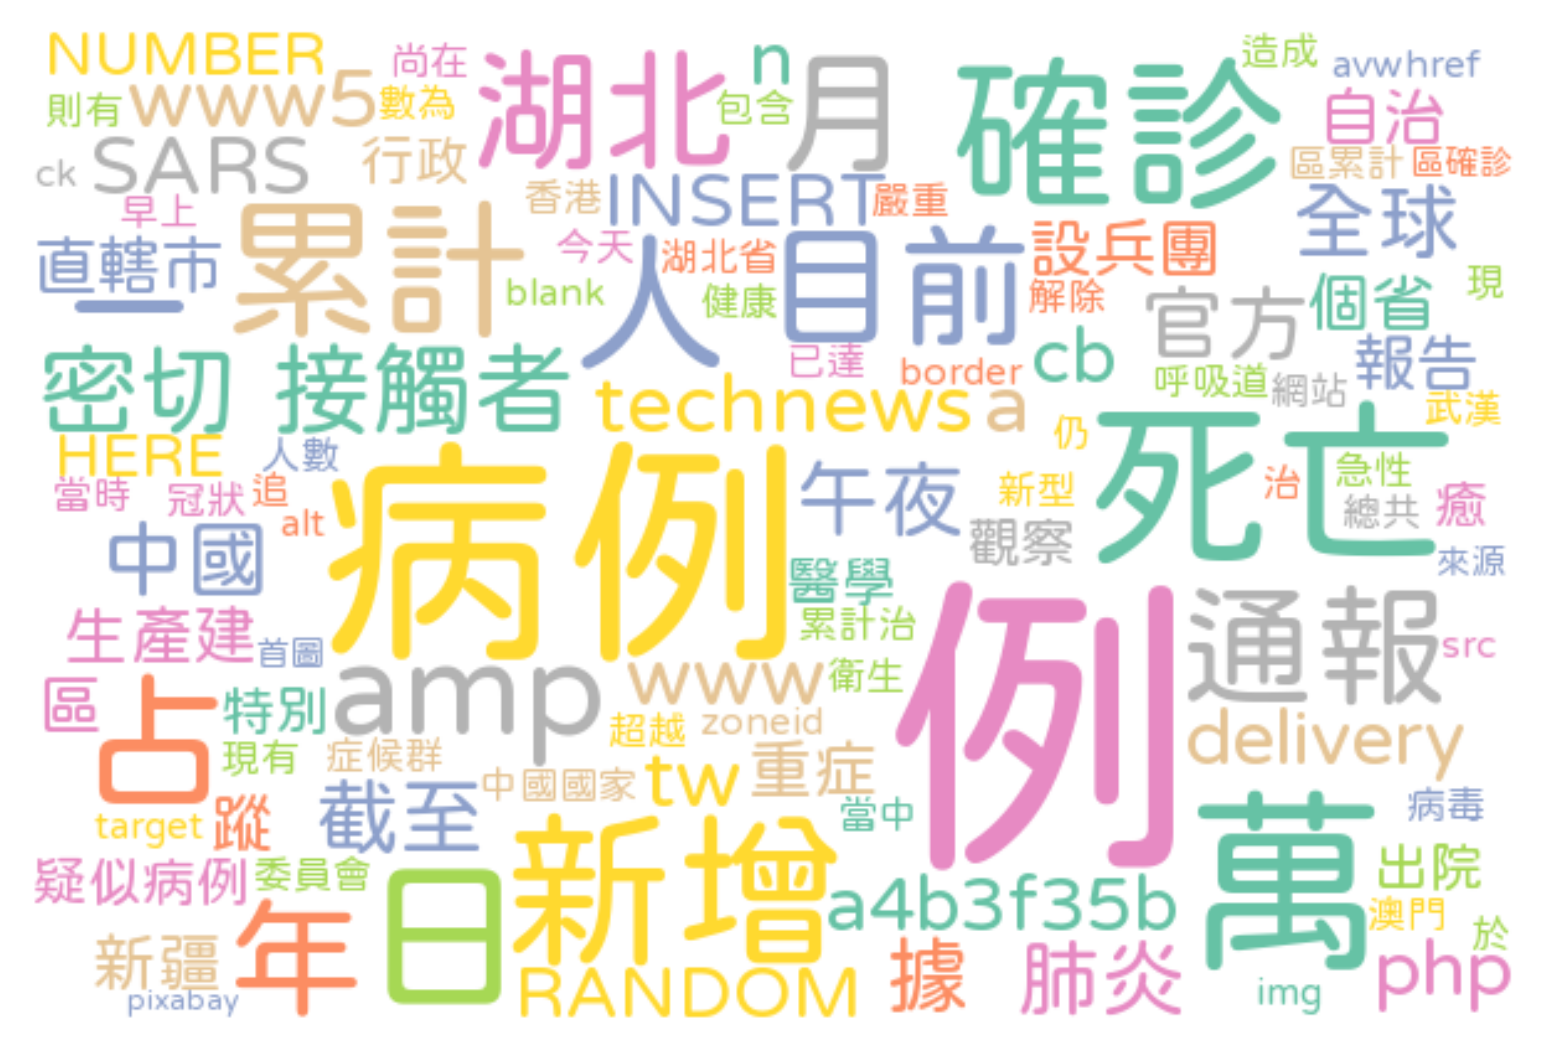 NUMBER
尚在
湖北
n
月
確診
造成
avwhref
則有
www5
數為
包含
自治
ck
SARS
行政
區累計
區確診
早上
香港
INSERT
嚴重
全球
直轄市
一
累計
今天
湖北省
人
目前
設兵團
現
blank
健康
解除
官方
個省
密切
接觸者
已達
border
cb
呼吸道
網站
報告
technews
a
仍
武漢
死亡
HERE
人數
病例
午夜
新型
治
急性
當時
冠狀
追
alt
觀察
總共
癒
中國
醫學
來源
生產建
首圖
累計治
例
通報
src
區
占
特別
amp
www
衛生
超越
zoneid
delivery
現有
症候群
中國國家
tw
重症
target
蹤
截至
當中
萬
病毒
疑似病例
委員會
日
新增
a4b3f35b
出院
澳門
於
新疆
年
RANDOM
據
肺炎
php
pixabay
img